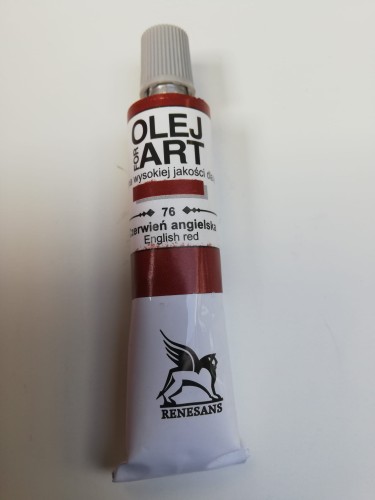 OLEJ
FOR ART
wysokiej jakości
76
czerwień angielska
English red
RENESANS